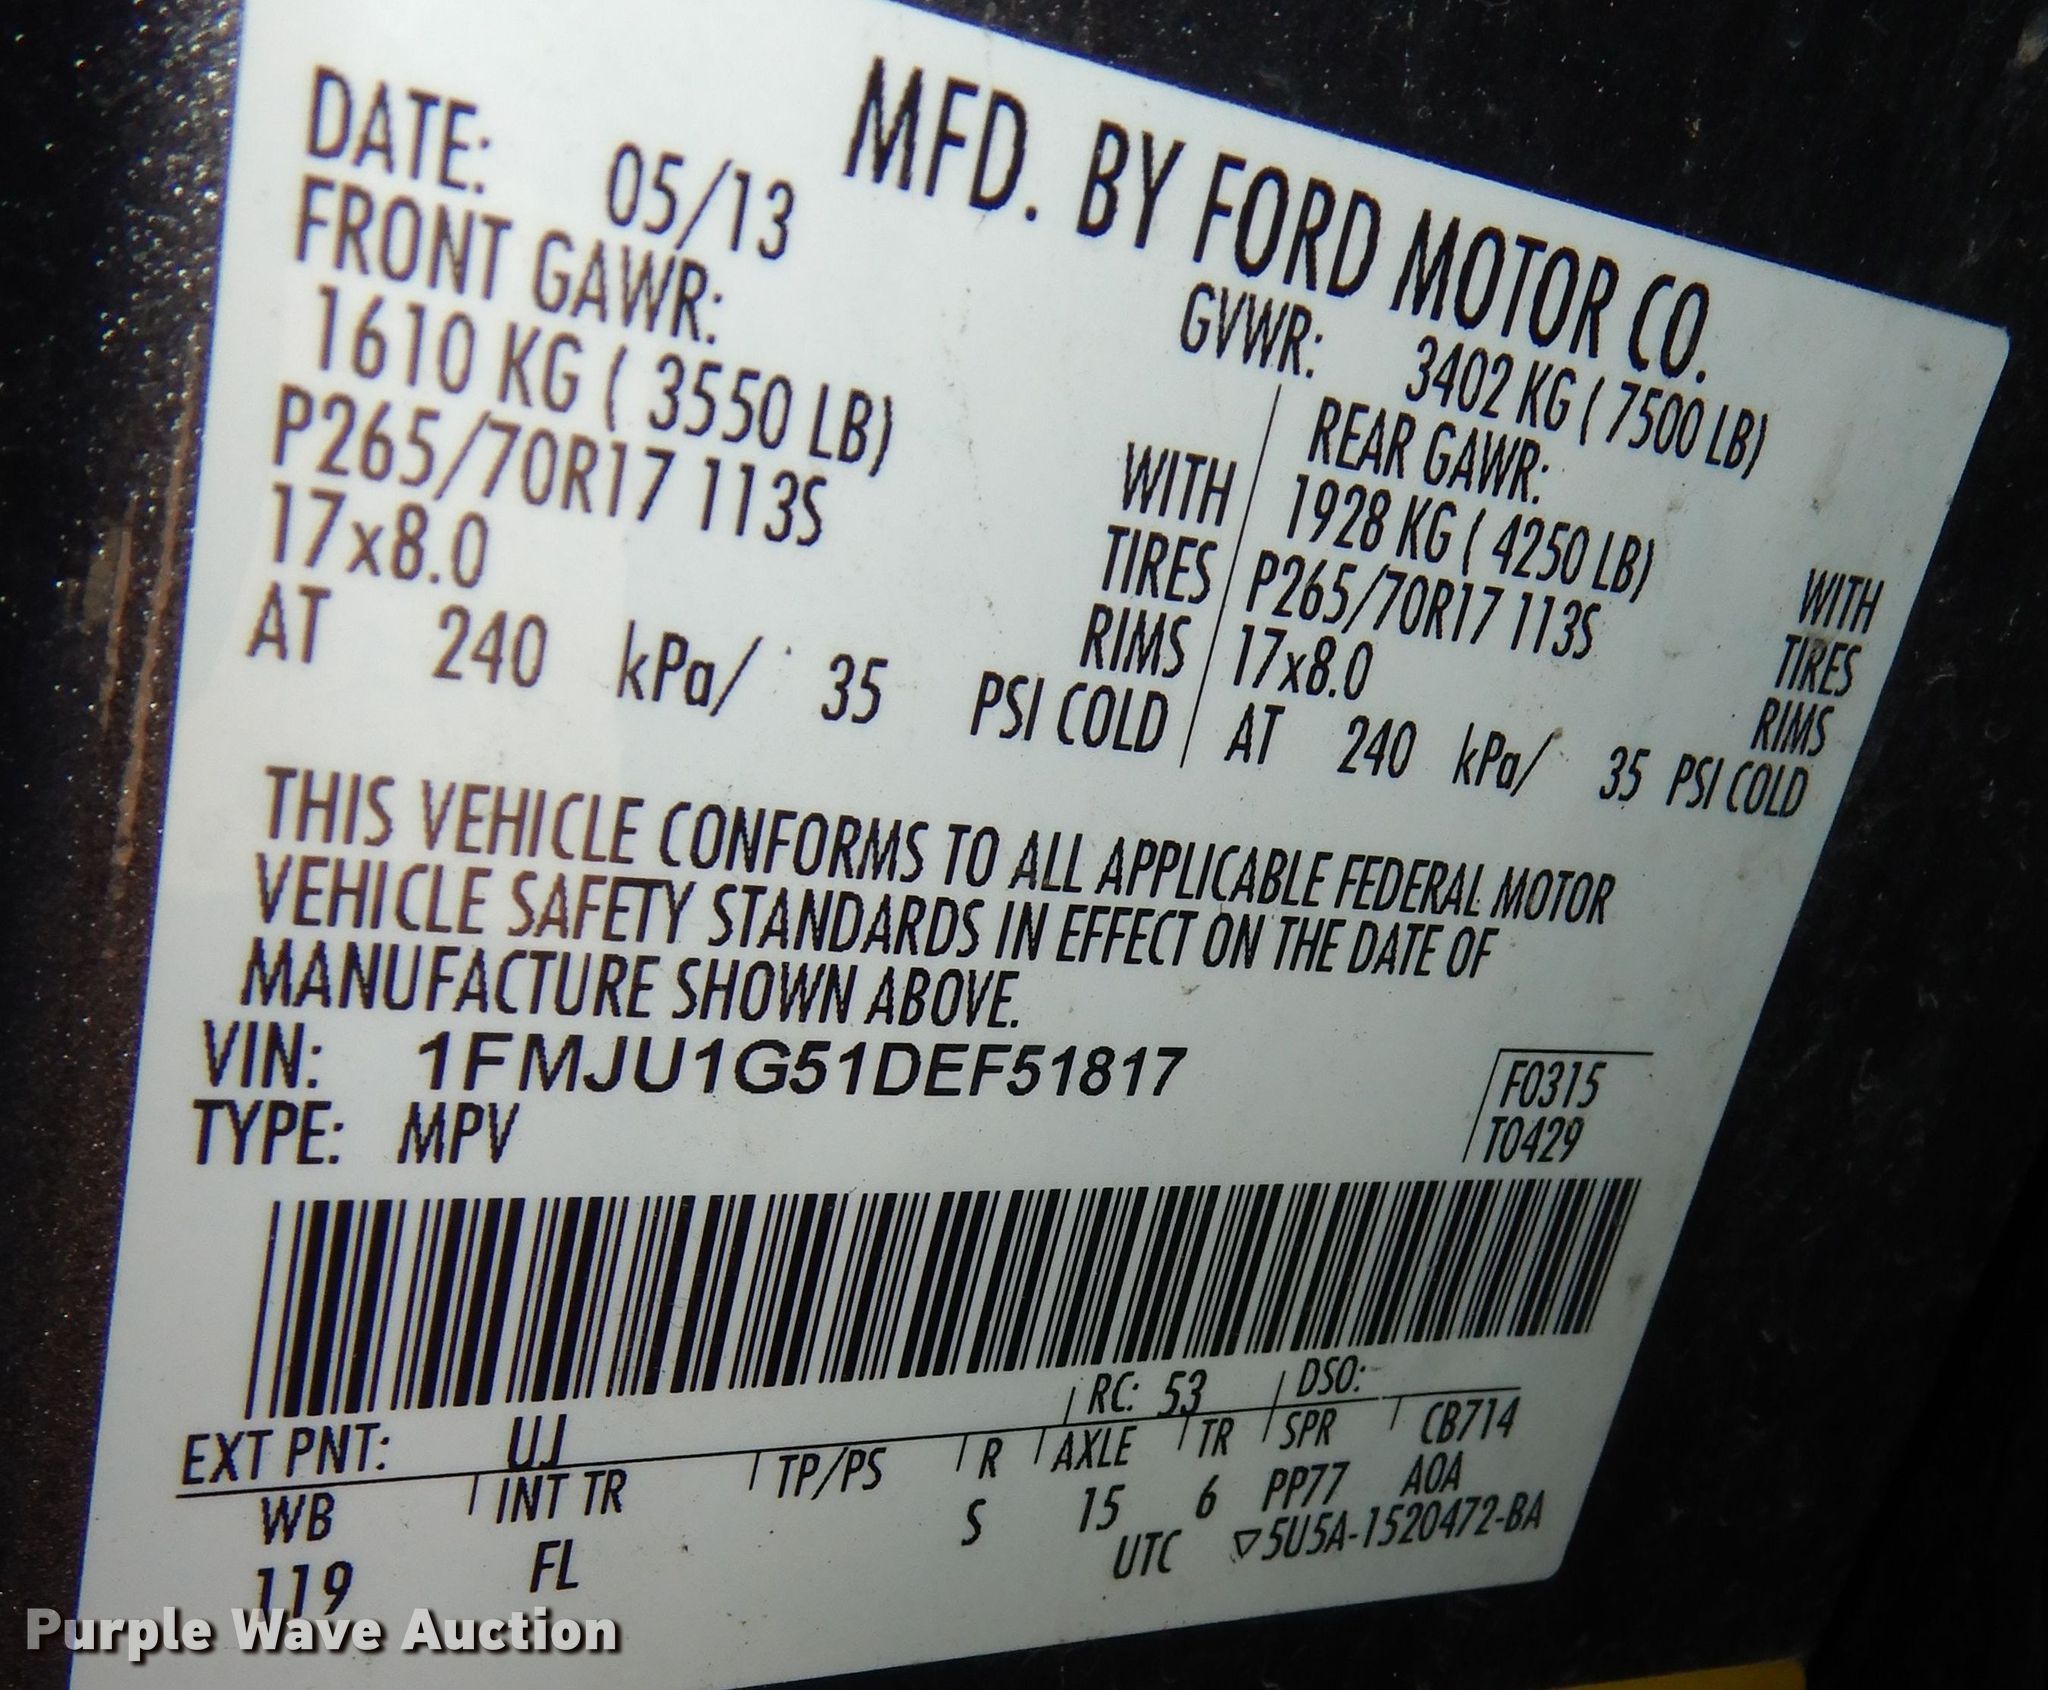 MFD. BY FORD MOTOR CO.
DATE: 05/13
GVWR: 3402 KG ( 7500 LB)
FRONT GAWR:
1610 KG ( 3550 LB) WITH
P265/70R17 113S TIRES
17x8.0 RIMS
AT 240 kPa/ 35 PSI COLD
REAR GAWR:
1928 KG ( 4250 LB) WITH
P265/70R17 113S TIRES
17x8.0 RIMS
AT 240 kPa/ 35 PSI COLD
THIS VEHICLE CONFORMS TO ALL APPLICABLE FEDERAL MOTOR
VEHICLE SAFETY STANDARDS IN EFFECT ON THE DATE OF
MANUFACTURE SHOWN ABOVE.
VIN: 1FMJU1G51DEF51817
TYPE: MPV
F0315
T0429
EXT PNT: UJ RC: 53 DSO:
WB INT TR TP/PS R AXLE TR SPR CB714
119 FL S 15 6 PP77 AOA
UTC ▽5U5A-1520472-BA
Purple Wave Auction